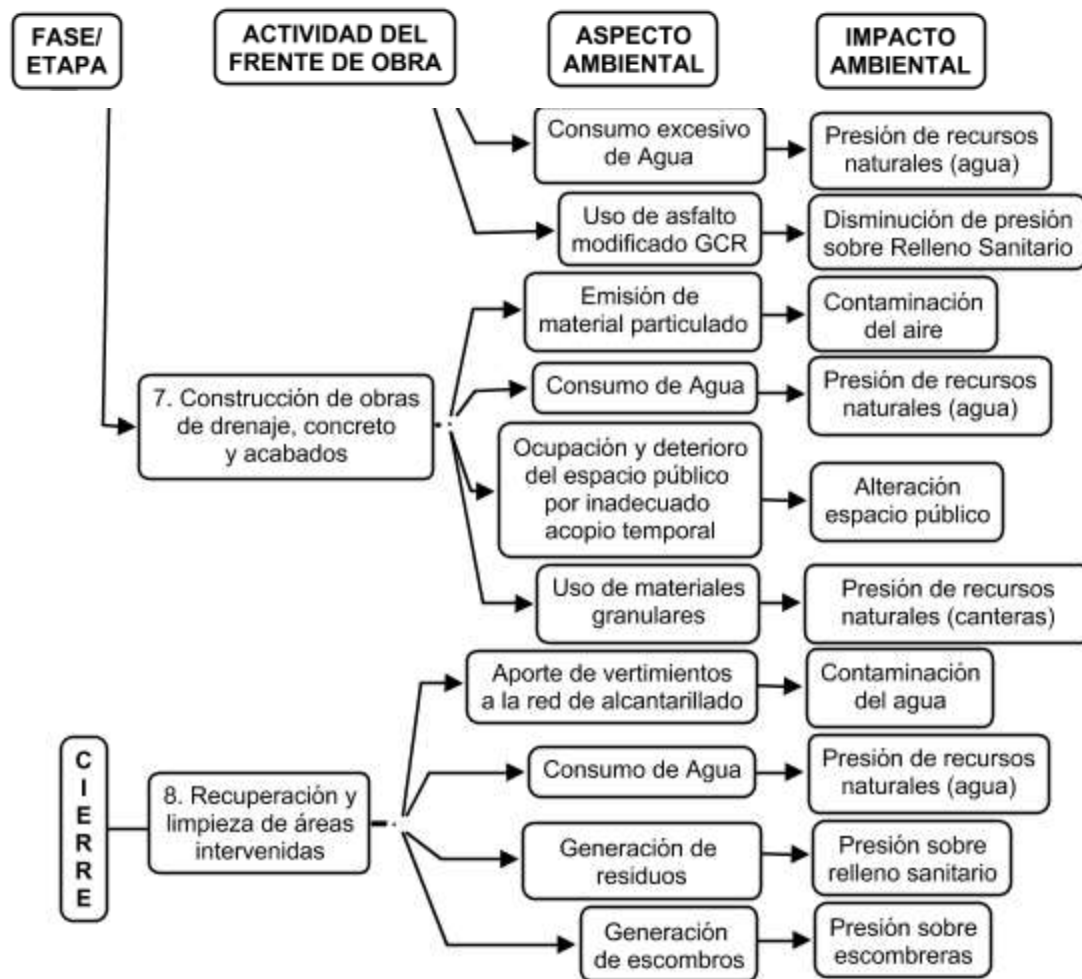 FASE/
ETAPA
ACTIVIDAD DEL
FRENTE DE OBRA
ASPECTO
AMBIENTAL
IMPACTO
AMBIENTAL
Consumo excesivo
de Agua
Presión de recursos
naturales (agua)
Uso de asfalto
modificado GCR
Disminución de presión
sobre Relleno Sanitario
7. Construcción de obras
de drenaje, concreto
y acabados
Emisión de
material particulado
Contaminación
del aire
Consumo de Agua
Presión de recursos
naturales (agua)
Ocupación y deterioro
del espacio público
por inadecuado
acopio temporal
Alteración
espacio público
Uso de materiales
granulares
Presión de recursos
naturales (canteras)
CIERRE
8. Recuperación y
limpieza de áreas
intervenidas
Aporte de vertimientos
a la red de alcantarillado
Contaminación
del agua
Consumo de Agua
Presión de recursos
naturales (agua)
Generación de
residuos
Presión sobre
relleno sanitario
Generación
de escombros
Presión sobre
escombreras